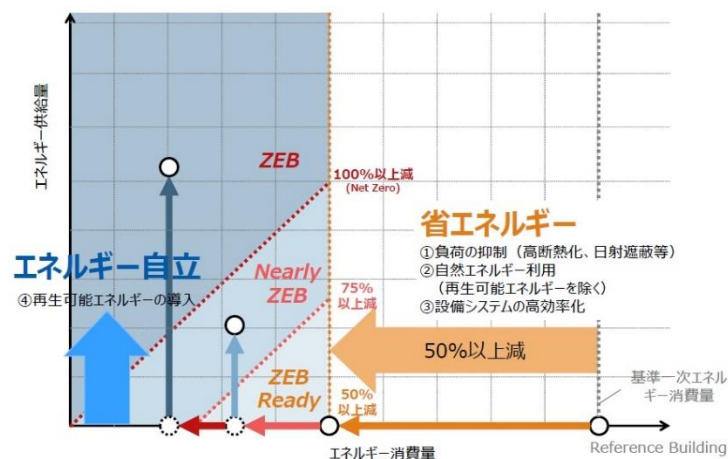 エネルギー供給量
ZEB
100%以上減
(Net Zero)
省エネルギー
①負荷の抑制（高断熱化、日射遮蔽等）
②自然エネルギー利用
（再生可能エネルギーを除く）
③設備システムの高効率化
エネルギー自立
④再生可能エネルギーの導入
Nearly
ZEB
75%
以上減
50%以上減
ZEB
Ready
50%
以上減
基準一次エネル
ギー消費量
エネルギー消費量
Reference Building